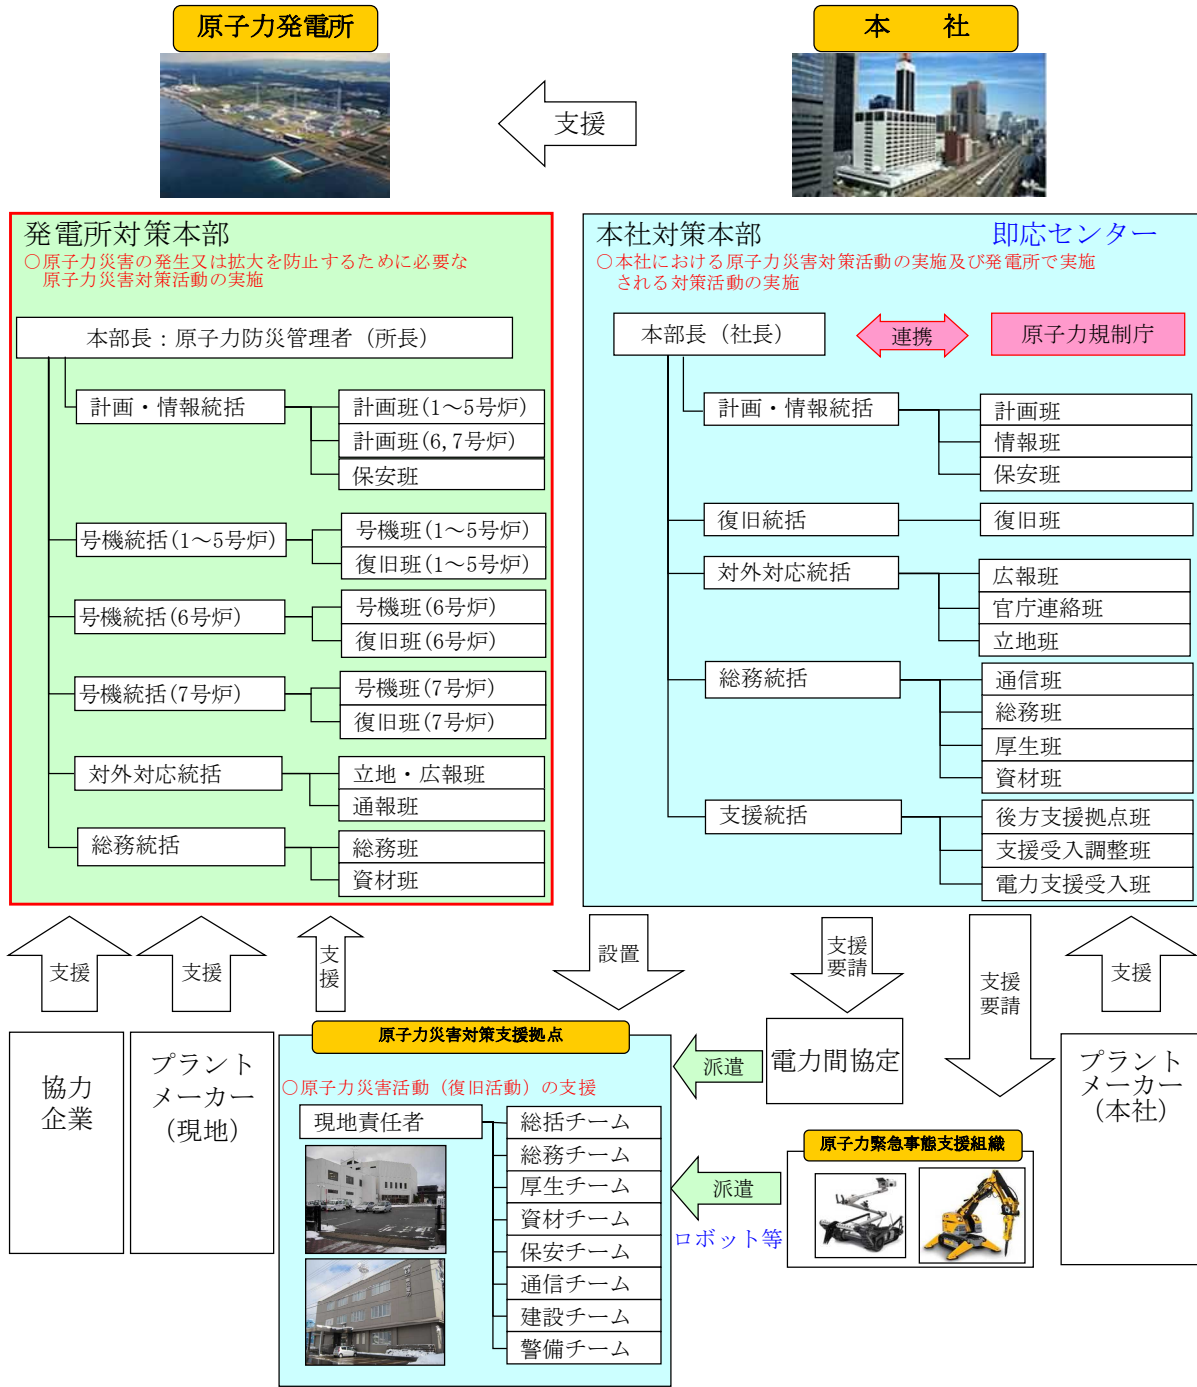 原子力発電所
本　社
支援
発電所対策本部
○原子力災害の発生又は拡大を防止するために必要な
原子力災害対策活動の実施
本部長：原子力防災管理者（所長）
計画・情報統括
計画班(1～5号炉)
計画班(6,7号炉)
保安班
号機統括(1～5号炉)
号機班(1～5号炉)
復旧班(1～5号炉)
号機統括(6号炉)
号機班(6号炉)
復旧班(6号炉)
号機統括(7号炉)
号機班(7号炉)
復旧班(7号炉)
対外対応統括
立地・広報班
通報班
総務統括
総務班
資材班
本社対策本部
即応センター
○本社における原子力災害対策活動の実施及び発電所で実施
される対策活動の実施
本部長（社長）
連携
原子力規制庁
計画・情報統括
計画班
情報班
保安班
復旧統括
復旧班
対外対応統括
広報班
官庁連絡班
立地班
総務統括
通信班
総務班
厚生班
資材班
支援統括
後方支援拠点班
支援受入調整班
電力支援受入班
支援
支援
支
援
設置
支援
要請
支援
要請
支援
協力
企業
プラント
メーカー
（現地）
原子力災害対策支援拠点
○原子力災害活動（復旧活動）の支援
現地責任者
総括チーム
総務チーム
厚生チーム
資材チーム
保安チーム
通信チーム
建設チーム
警備チーム
派遣
電力間協定
派遣
ロボット等
原子力緊急事態支援組織
プラント
メーカー
（本社）